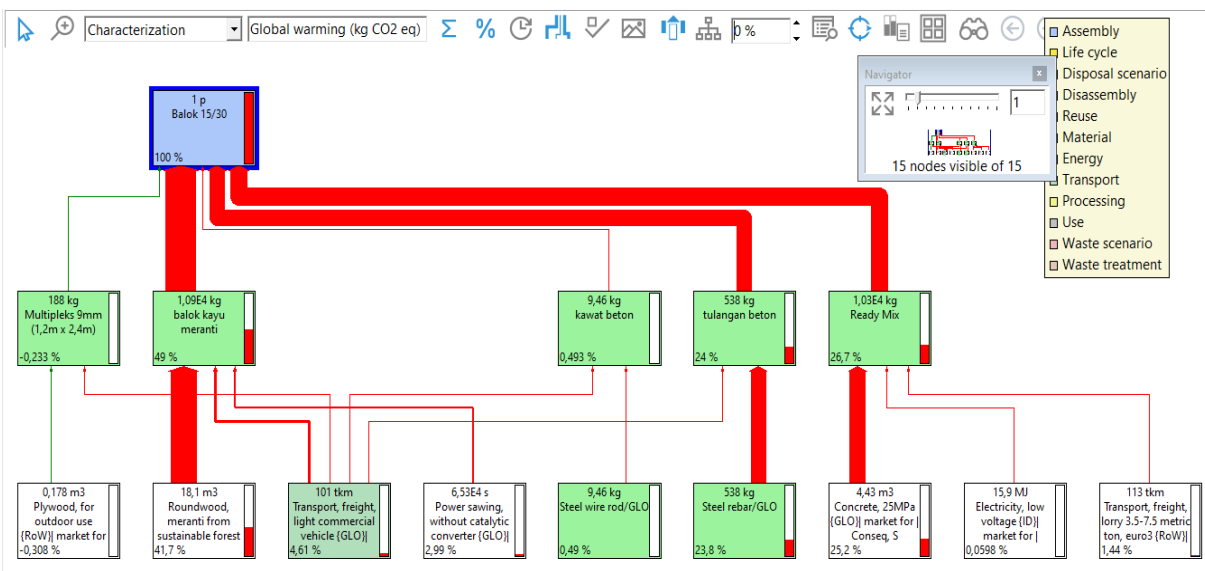 Characterization
Global warming (kg CO2 eq)
Σ
%
0%
Assembly
Life cycle
Disposal scenario
Disassembly
Reuse
Material
Energy
Transport
Processing
Use
Waste scenario
Waste treatment
Navigator
x
1
15 nodes visible of 15
1 p
Balok 15/30
100 %
188 kg
Multipleks 9mm
(1,2m x 2,4m)
-0,233 %
1,09E4 kg
balok kayu
meranti
49 %
9,46 kg
kawat beton
0,493 %
538 kg
tulangan beton
24 %
1,03E4 kg
Ready Mix
26,7 %
0,178 m3
Plywood, for
outdoor use
{RoW}| market for
-0,308 %
18,1 m3
Roundwood,
meranti from
sustainable forest
41,7 %
101 tkm
Transport, freight,
light commercial
vehicle {GLO}|
4,61 %
6,53E4 s
Power sawing,
without catalytic
converter {GLO}|
2,99 %
9,46 kg
Steel wire rod/GLO
0,49 %
538 kg
Steel rebar/GLO
23,8 %
4,43 m3
Concrete, 25MPa
{GLO}| market for |
Conseq, S
25,2 %
15,9 MJ
Electricity, low
voltage {ID}|
market for |
0,0598 %
113 tkm
Transport, freight,
lorry 3.5-7.5 metric
ton, euro3 {RoW}|
1,44 %